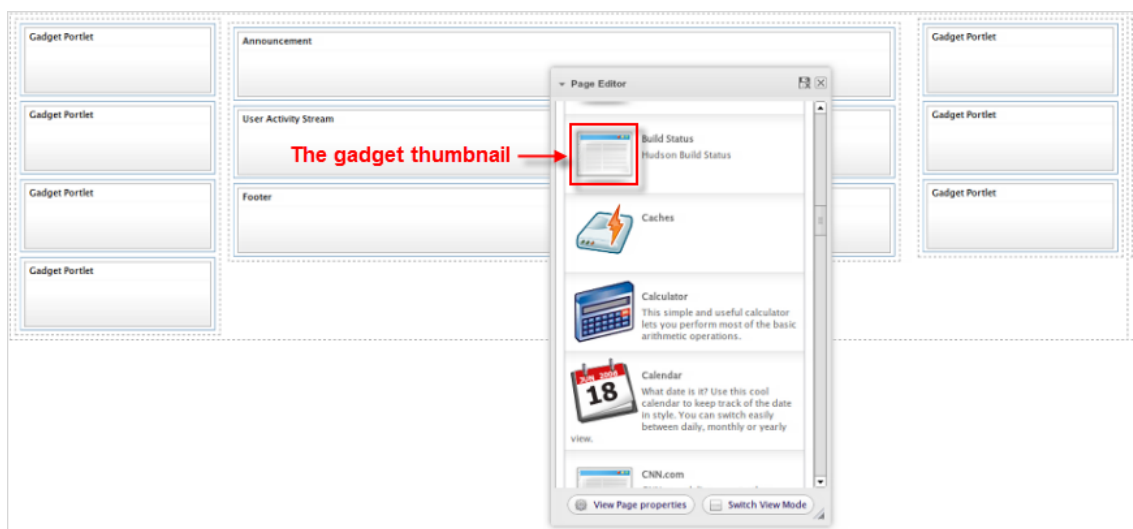 Gadget Portlet
Gadget Portlet
Gadget Portlet
Gadget Portlet
Announcement
User Activity Stream
Footer
Gadget Portlet
Gadget Portlet
Gadget Portlet
Page Editor
The gadget thumbnail
Build Status
Hudson Build Status
Caches
Calculator
This simple and useful calculator
lets you perform most of the basic
arithmetic operations.
JUN 2008
18
Calendar
What date is it? Use this cool
calendar to keep track of the date
in style. You can switch easily
between daily, monthly or yearly
view.
CNN.com
View Page properties
Switch View Mode